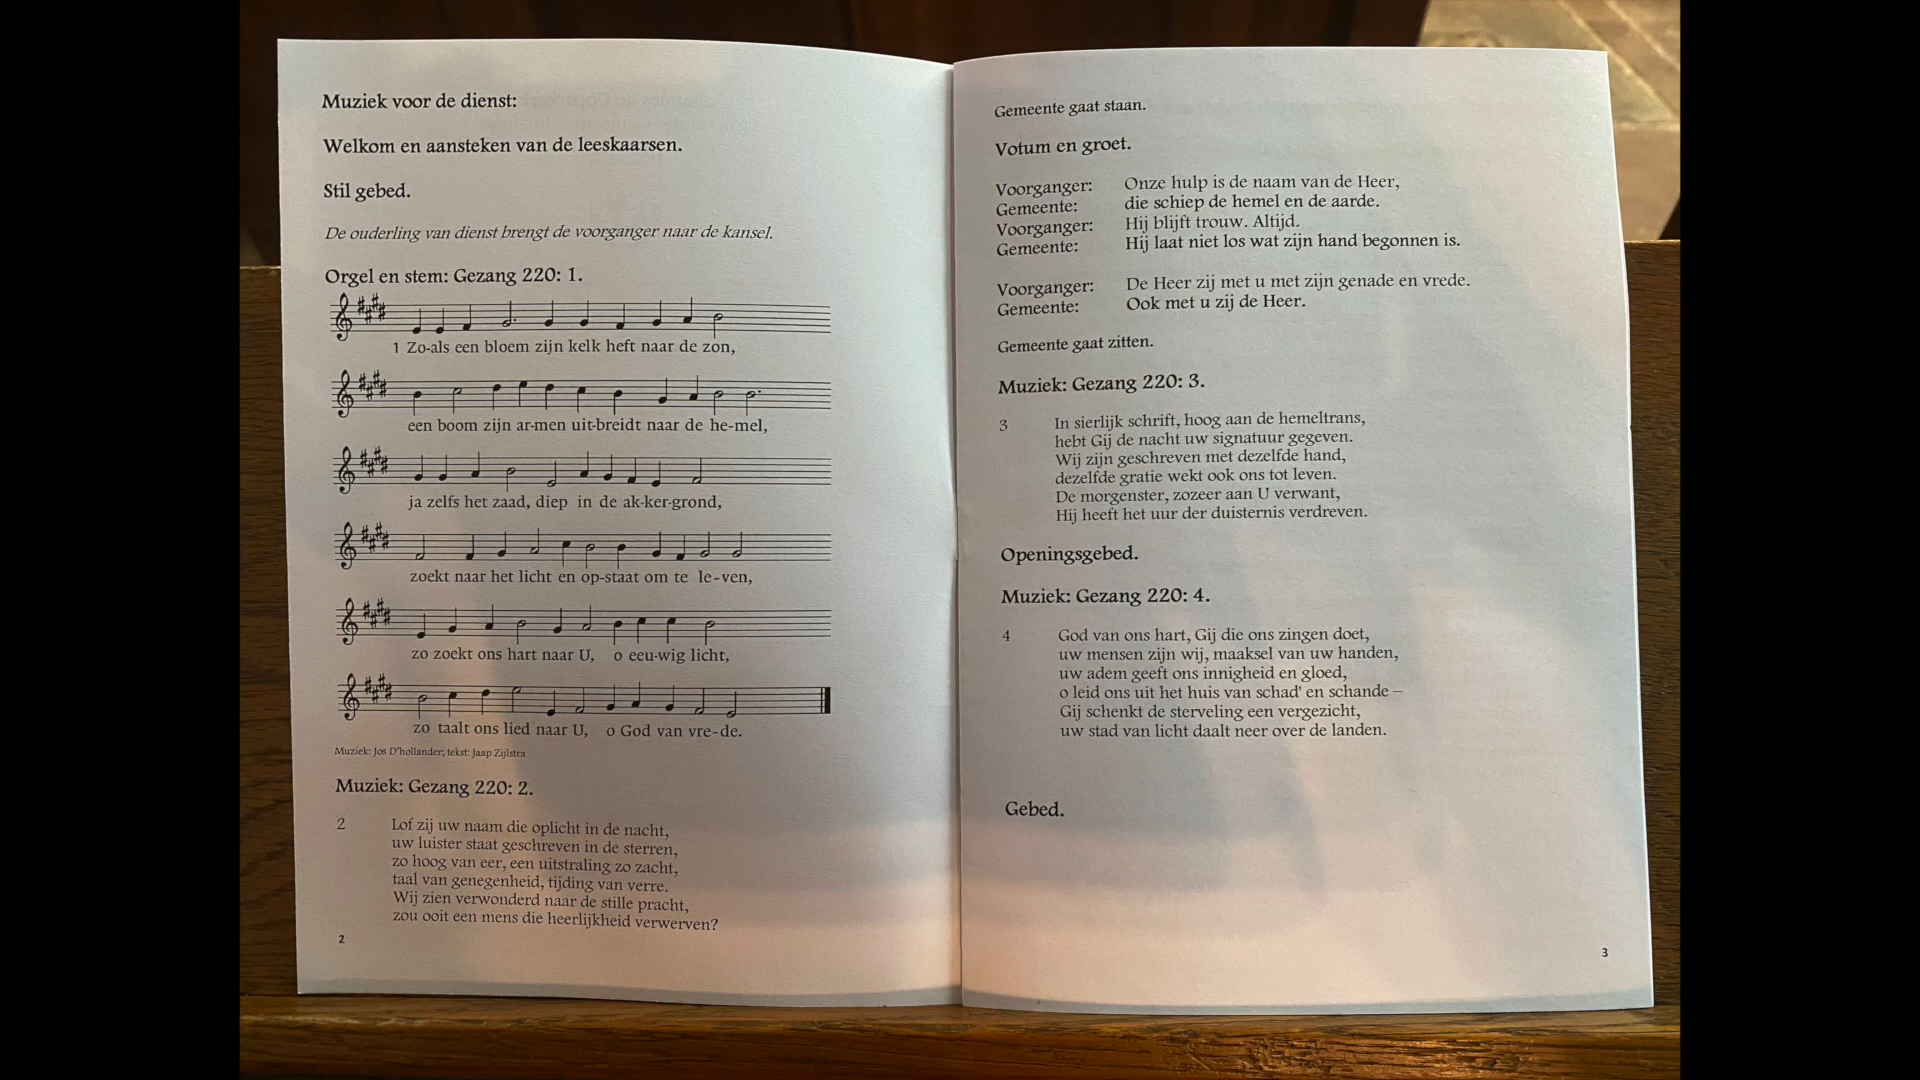 Muziek voor de dienst:
Welkom en aansteken van de leeskaarsen.
Stil gebed.
De ouderling van dienst brengt de voorganger naar de kansel.
Orgel en stem: Gezang 220: 1.
1 Zo-als een bloem zijn kelk heft naar de zon,
een boom zijn ar-men uit-breidt naar de he-mel,
ja zelfs het zaad, diep in de ak-ker-grond,
zoekt naar het licht en op-staat om te le-ven,
zo zoekt ons hart naar U, o eeu-wig licht,
zo taalt ons lied naar U, o God van vre-de.
Muziek: Jos D'hollander; tekst: Jaap Zijlstra
Muziek: Gezang 220: 2.
2 Lof zij uw naam die oplicht in de nacht,
uw luister staat geschreven in de sterren,
zo hoog van eer, een uitstraling zo zacht,
taal van genegenheid, tijding van verre.
Wij zien verwonderd naar de stille pracht,
zou ooit een mens die heerlijkheid verwerven?
2
Gemeente gaat staan.
Votum en groet.
Voorganger: Onze hulp is de naam van de Heer,
Gemeente: die schiep de hemel en de aarde.
Voorganger: Hij blijft trouw. Altijd.
Gemeente: Hij laat niet los wat zijn hand begonnen is.
Voorganger: De Heer zij met u met zijn genade en vrede.
Gemeente: Ook met u zij de Heer.
Gemeente gaat zitten.
Muziek: Gezang 220: 3.
3 In sierlijk schrift, hoog aan de hemeltrans,
hebt Gij de nacht uw signatuur gegeven.
Wij zijn geschreven met dezelfde hand,
dezelfde gratie wekt ook ons tot leven.
De morgenster, zozeer aan U verwant,
Hij heeft het uur der duisternis verdreven.
Openingsgebed.
Muziek: Gezang 220: 4.
4 God van ons hart, Gij die ons zingen doet,
uw mensen zijn wij, maaksel van uw handen,
uw adem geeft ons innigheid en gloed,
o leid ons uit het huis van schad' en schande –
Gij schenkt de sterveling een vergezicht,
uw stad van licht daalt neer over de landen.
Gebed.
3